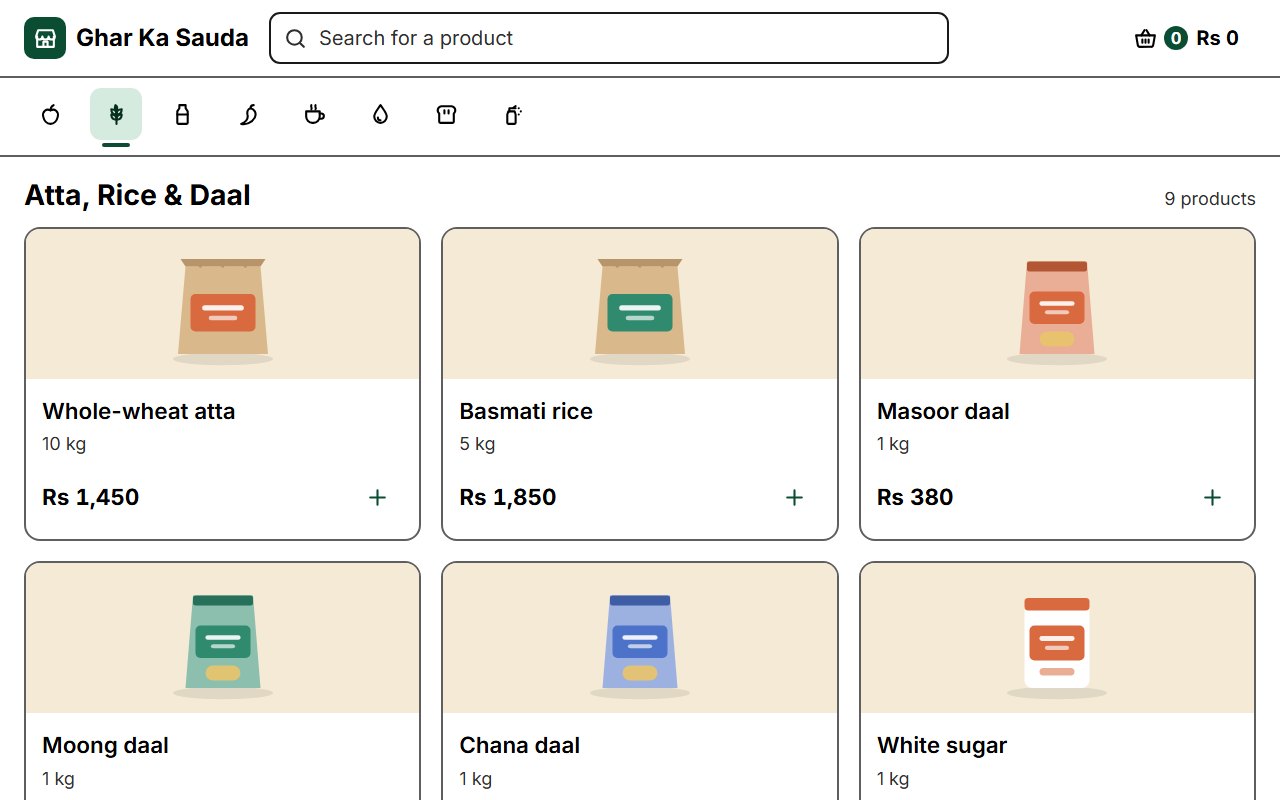 Ghar Ka Sauda
Search for a product
0 Rs 0
Atta, Rice & Daal
9 products
Whole-wheat atta
10 kg
Rs 1,450
Basmati rice
5 kg
Rs 1,850
Masoor daal
1 kg
Rs 380
Moong daal
1 kg
Chana daal
1 kg
White sugar
1 kg